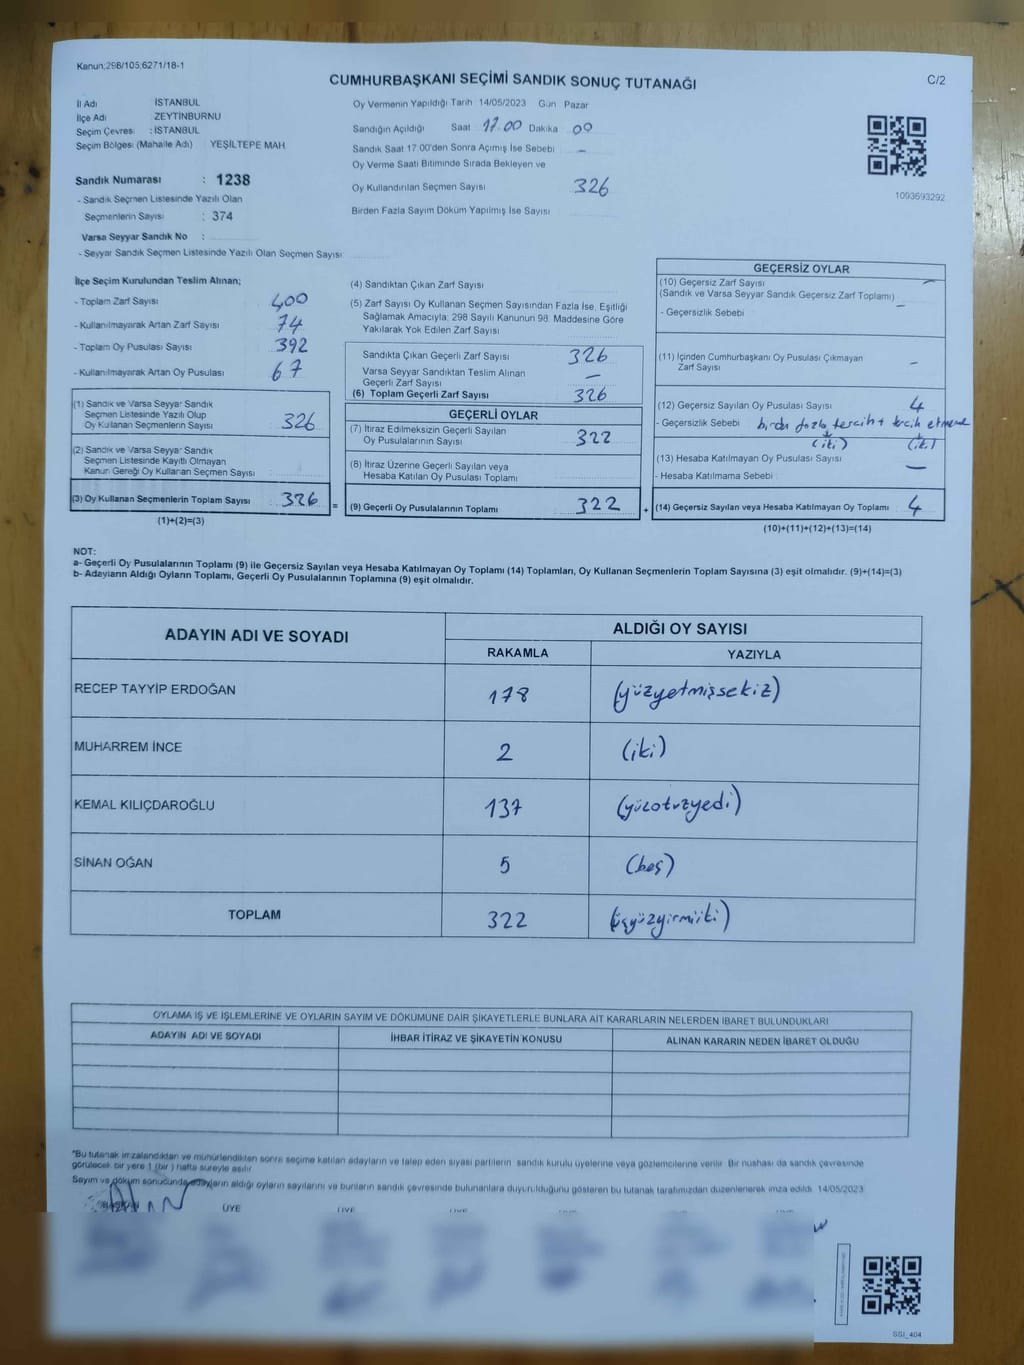 Kanun;298/105;6271/18-1
C/2
CUMHURBAŞKANI SEÇİMİ SANDIK SONUÇ TUTANAĞI
İl Adı İSTANBUL
İlçe Adı ZEYTİNBURNU
Seçim Çevresi : İSTANBUL
Seçim Bölgesi (Mahalle Adı) YEŞİLTEPE MAH.
Sandık Numarası : 1238
- Sandık Seçmen Listesinde Yazılı Olan
Seçmenlerin Sayısı : 374
Varsa Seyyar Sandık No :
- Seyyar Sandık Seçmen Listesinde Yazılı Olan Seçmen Sayısı:
Oy Vermenin Yapıldığı Tarih 14/05/2023 Gün Pazar
Sandığın Açıldığı Saat 17.00 Dakika 00
Sandık Saat 17.00'den Sonra Açımış İse Sebebi –
Oy Verme Saati Bitiminde Sırada Bekleyen ve
Oy Kullandırılan Seçmen Sayısı 326
Birden Fazla Sayım Döküm Yapılmış İse Sayısı
1093693292
İlçe Seçim Kurulundan Teslim Alınan;
- Toplam Zarf Sayısı 400
- Kullanılmayarak Artan Zarf Sayısı 74
- Toplam Oy Pusulası Sayısı 392
- Kullanılmayarak Artan Oy Pusulası 67
(1) Sandık ve Varsa Seyyar Sandık
Seçmen Listesinde Yazılı Olup
Oy Kullanan Seçmenlerin Sayısı 326
(2) Sandık ve Varsa Seyyar Sandık
Seçmen Listesinde Kayıtlı Olmayan
Kanun Gereği Oy Kullanan Seçmen Sayısı :
(3) Oy Kullanan Seçmenlerin Toplam Sayısı 326
(1)+(2)=(3)
(4) Sandıktan Çıkan Zarf Sayısı
(5) Zarf Sayısı Oy Kullanan Seçmen Sayısından Fazla İse, Eşitliği
Sağlamak Amacıyla; 298 Sayılı Kanunun 98. Maddesine Göre
Yakılarak Yok Edilen Zarf Sayısı
Sandıkta Çıkan Geçerli Zarf Sayısı 326
Varsa Seyyar Sandıktan Teslim Alınan
Geçerli Zarf Sayısı –
(6) Toplam Geçerli Zarf Sayısı 326
GEÇERLİ OYLAR
(7) İtiraz Edilmeksizin Geçerli Sayılan
Oy Pusulalarının Sayısı 322
(8) İtiraz Üzerine Geçerli Sayılan veya
Hesaba Katılan Oy Pusulası Toplamı
= (9) Geçerli Oy Pusulalarının Toplamı 322
GEÇERSİZ OYLAR
(10) Geçersiz Zarf Sayısı –
(Sandık ve Varsa Seyyar Sandık Geçersiz Zarf Toplamı) –
- Geçersizlik Sebebi
(11) İçinden Cumhurbaşkanı Oy Pusulası Çıkmayan
Zarf Sayısı –
(12) Geçersiz Sayılan Oy Pusulası Sayısı 4
- Geçersizlik Sebebi birden fazla tercih + tercih etmeme
(iki) (iki)
(13) Hesaba Katılmayan Oy Pusulası Sayısı –
- Hesaba Katılmama Sebebi
+ (14) Geçersiz Sayılan veya Hesaba Katılmayan Oy Toplamı 4
(10)+(11)+(12)+(13)=(14)
NOT:
a- Geçerli Oy Pusulalarının Toplamı (9) ile Geçersiz Sayılan veya Hesaba Katılmayan Oy Toplamı (14) Toplamları, Oy Kullanan Seçmenlerin Toplam Sayısına (3) eşit olmalıdır. (9)+(14)=(3)
b- Adayların Aldığı Oyların Toplamı, Geçerli Oy Pusulalarının Toplamına (9) eşit olmalıdır.
ADAYIN ADI VE SOYADI
ALDIĞI OY SAYISI
RAKAMLA YAZIYLA
RECEP TAYYİP ERDOĞAN 178 (yüzyetmişsekiz)
MUHARREM İNCE 2 (iki)
KEMAL KILIÇDAROĞLU 137 (yüzotuzyedi)
SİNAN OĞAN 5 (beş)
TOPLAM 322 (üçyüzyirmiiki)
OYLAMA İŞ VE İŞLEMLERİNE VE OYLARIN SAYIM VE DÖKÜMÜNE DAİR ŞİKAYETLERLE BUNLARA AİT KARARLARIN NELERDEN İBARET BULUNDUKLARI
ADAYIN ADI VE SOYADI İHBAR İTİRAZ VE ŞİKAYETİN KONUSU ALINAN KARARIN NEDEN İBARET OLDUĞU
*Bu tutanak imzalandıktan ve mühürlendikten sonra seçime katılan adayların ve talep eden siyasi partilerin sandık kurulu üyelerine veya gözlemcilerine verilir. Bir nushası da sandık çevresinde
görülecek bir yere 1 (bir) hafta süreyle asılır.
Sayım ve döküm sonucunda adayların aldığı oyların sayılarını ve bunların sandık çevresinde bulunanlara duyurulduğunu gösteren bu tutanak tarafımızdan düzenlenerek imza edildi. 14/05/2023
BAŞKAN ÜYE
SSI_404